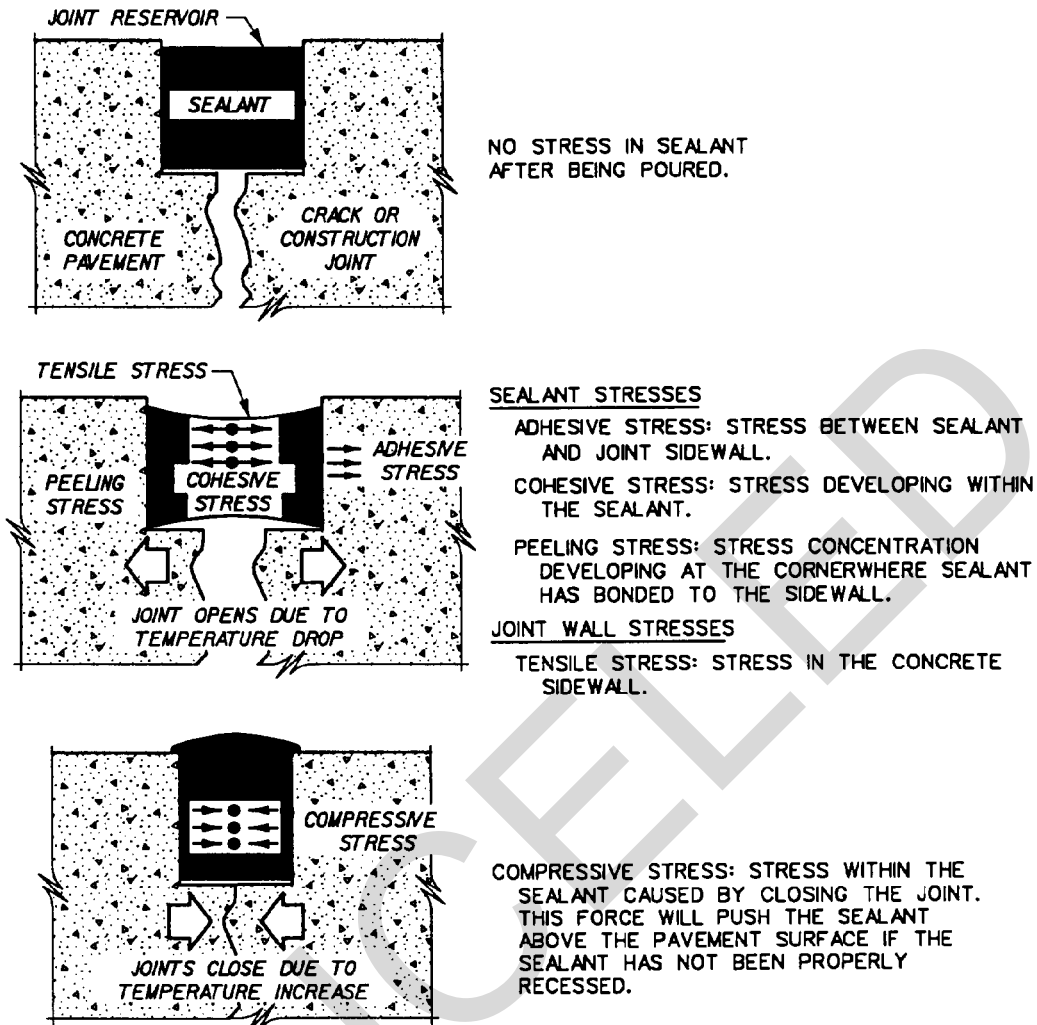 JOINT RESERVOIR
SEALANT
CONCRETE
PAVEMENT
CRACK OR
CONSTRUCTION
JOINT
NO STRESS IN SEALANT
AFTER BEING POURED.
TENSILE STRESS
PEELING
STRESS
COHESIVE
STRESS
ADHESIVE
STRESS
JOINT OPENS DUE TO
TEMPERATURE DROP
SEALANT STRESSES
ADHESIVE STRESS: STRESS BETWEEN SEALANT
AND JOINT SIDEWALL.
COHESIVE STRESS: STRESS DEVELOPING WITHIN
THE SEALANT.
PEELING STRESS: STRESS CONCENTRATION
DEVELOPING AT THE CORNERWHERE SEALANT
HAS BONDED TO THE SIDEWALL.
JOINT WALL STRESSES
TENSILE STRESS: STRESS IN THE CONCRETE
SIDEWALL.
COMPRESSIVE
STRESS
JOINTS CLOSE DUE TO
TEMPERATURE INCREASE
COMPRESSIVE STRESS: STRESS WITHIN THE
SEALANT CAUSED BY CLOSING THE JOINT.
THIS FORCE WILL PUSH THE SEALANT
ABOVE THE PAVEMENT SURFACE IF THE
SEALANT HAS NOT BEEN PROPERLY
RECESSED.
CELED